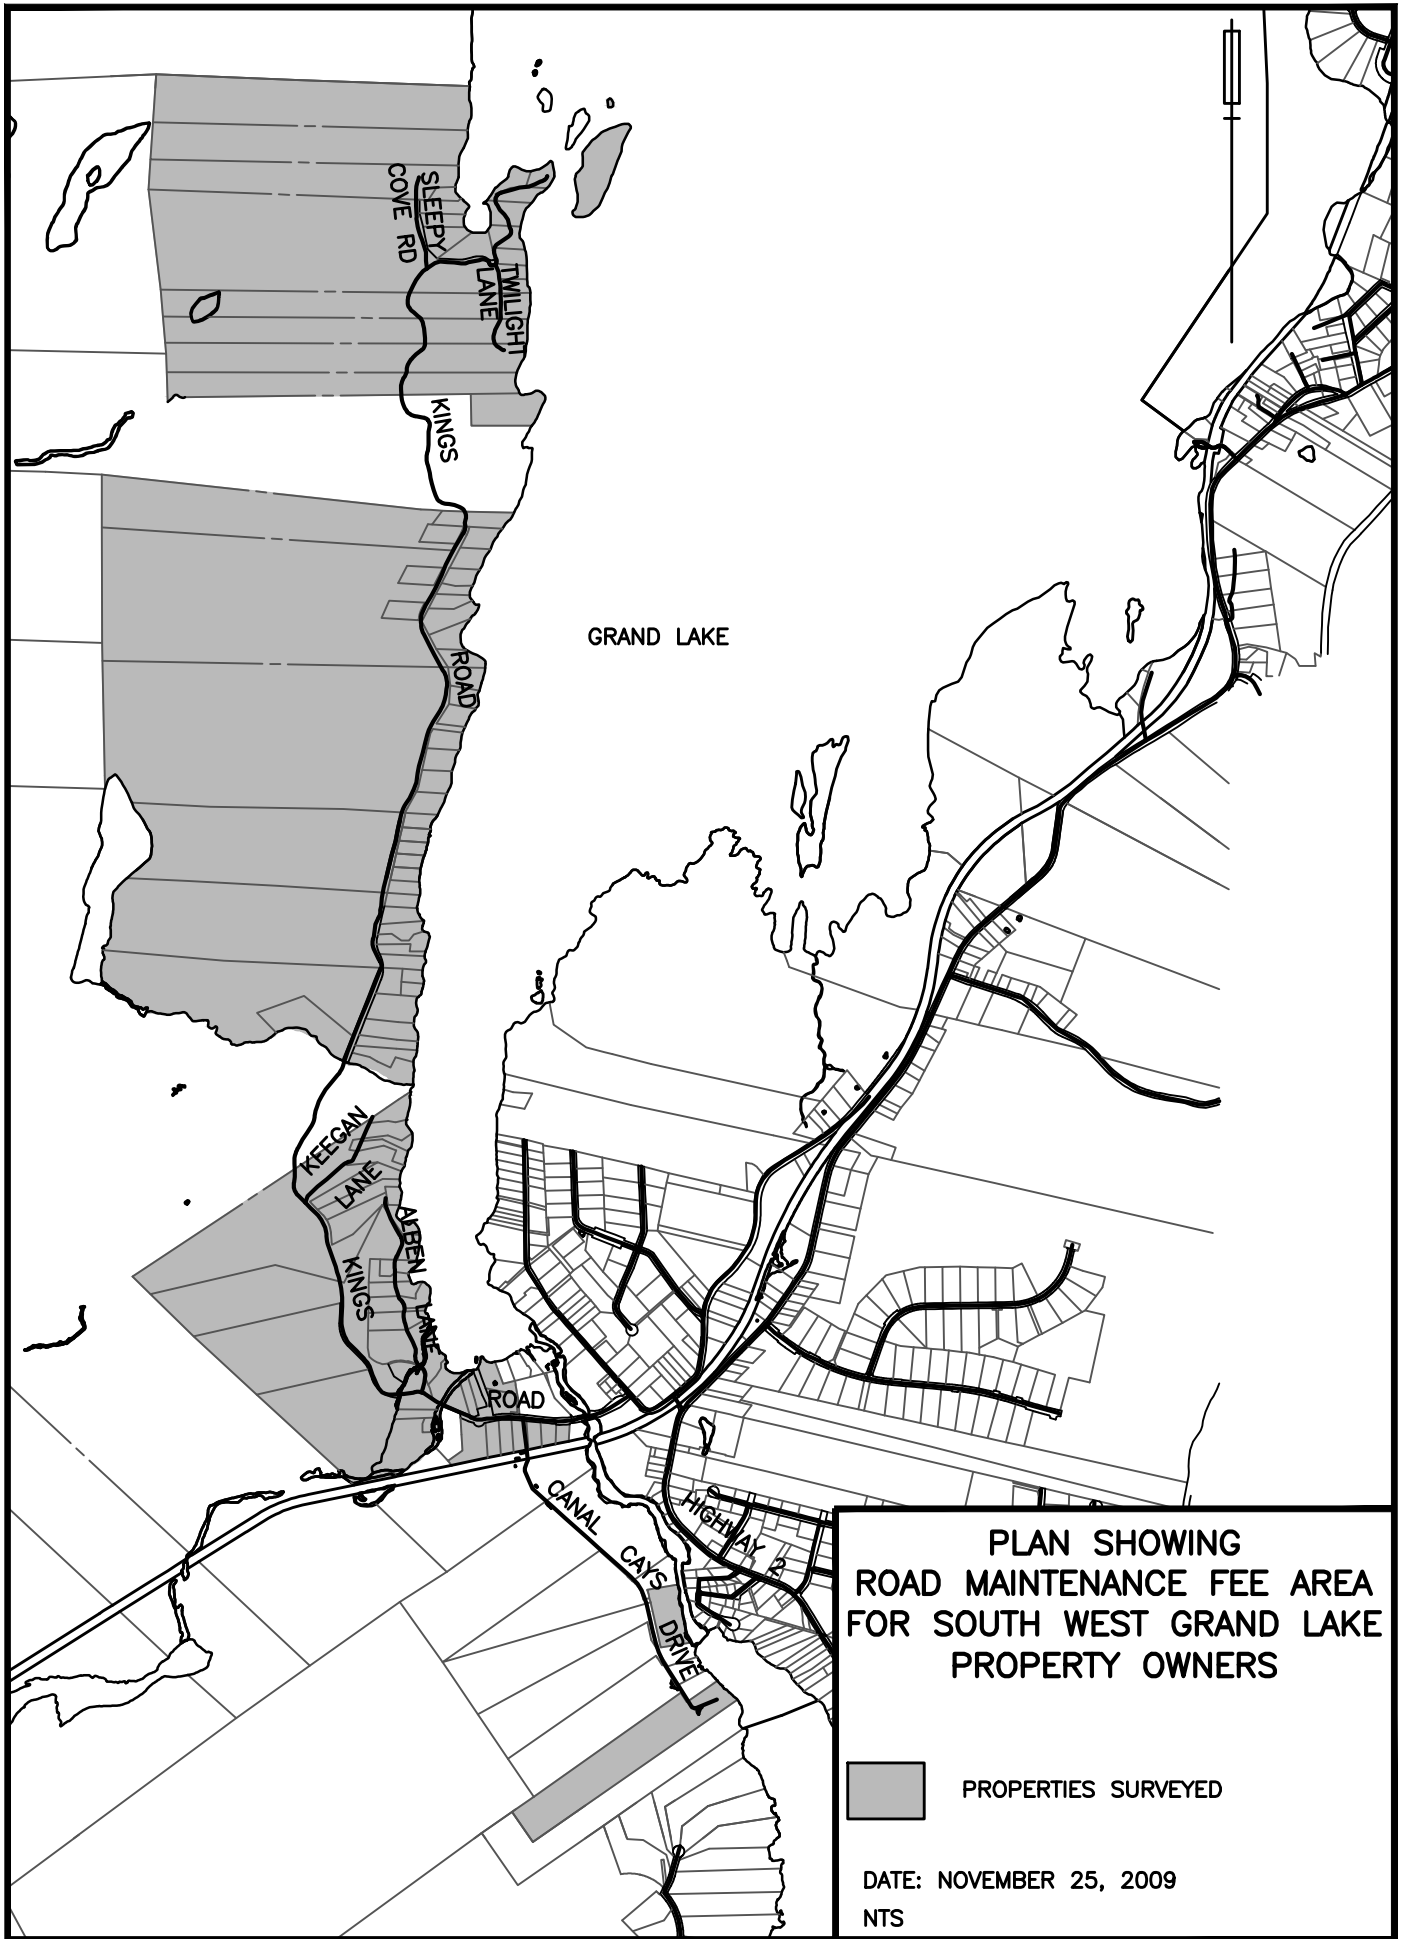 SLEEPY
COVE RD
TWILIGHT
LANE
KINGS
ROAD
GRAND LAKE
KEEGAN
LANE
ALBEN LANE
KINGS
ROAD
CANAL CAYS DRIVE
HIGHWAY 2
PLAN SHOWING
ROAD MAINTENANCE FEE AREA
FOR SOUTH WEST GRAND LAKE
PROPERTY OWNERS
PROPERTIES SURVEYED
DATE: NOVEMBER 25, 2009
NTS